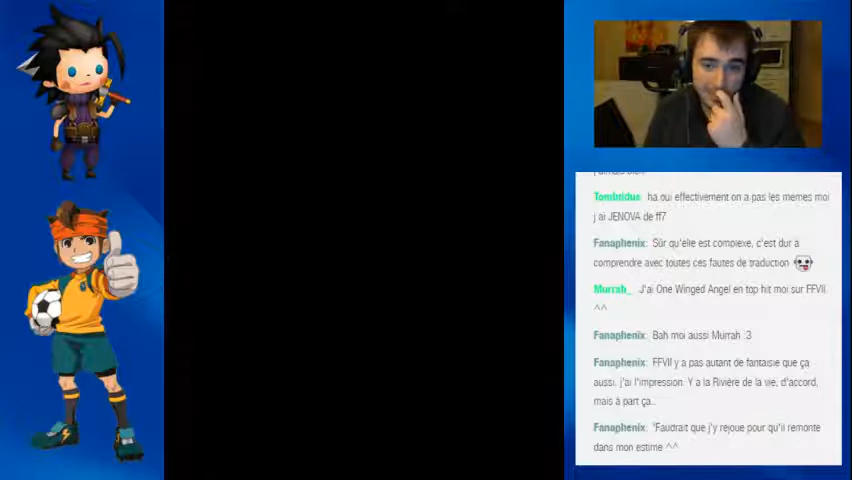 Tombridus ha oui effectivement on a pas les memes moi
j ai JENOVA de ff7
Fanaphenix: Sûr qu'elle est complexe, c'est dur a
comprendre avec toutes ces fautes de traduction
Murrah_ J'ai One Winged Angel en top hit moi sur FFVII
^^
Fanaphenix: Bah moi aussi Murrah :3
Fanaphenix: FFVII y a pas autant de fantaisie que ça
aussi, j'ai l'impression. Y a la Rivière de la vie, d'accord,
mais à part ça..
Fanaphenix: 'Faudrait que j'y rejoue pour qu'il remonte
dans mon estime ^^